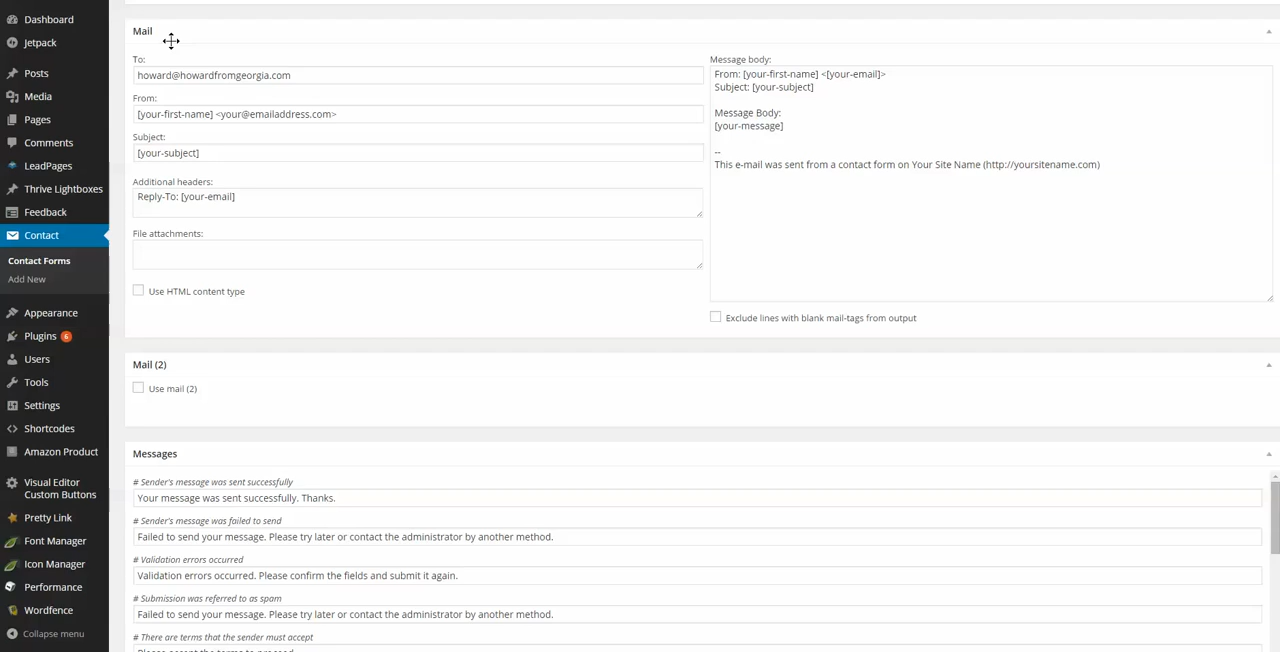 Dashboard
Jetpack
Posts
Media
Pages
Comments
LeadPages
Thrive Lightboxes
Feedback
Contact
Contact Forms
Add New
Appearance
Plugins 6
Users
Tools
Settings
Shortcodes
Amazon Product
Visual Editor
Custom Buttons
Pretty Link
Font Manager
Icon Manager
Performance
Wordfence
Collapse menu
Mail
To:
howard@howardfromgeorgia.com
From:
[your-first-name] <your@emailaddress.com>
Subject:
[your-subject]
Additional headers:
Reply-To: [your-email]
File attachments:
Use HTML content type
Message body:
From: [your-first-name] <[your-email]>
Subject: [your-subject]
Message Body:
[your-message]
--
This e-mail was sent from a contact form on Your Site Name (http://yoursitename.com)
Exclude lines with blank mail-tags from output
Mail (2)
Use mail (2)
Messages
# Sender's message was sent successfully
Your message was sent successfully. Thanks.
# Sender's message was failed to send
Failed to send your message. Please try later or contact the administrator by another method.
# Validation errors occurred
Validation errors occurred. Please confirm the fields and submit it again.
# Submission was referred to as spam
Failed to send your message. Please try later or contact the administrator by another method.
# There are terms that the sender must accept
Please accept the terms to proceed.